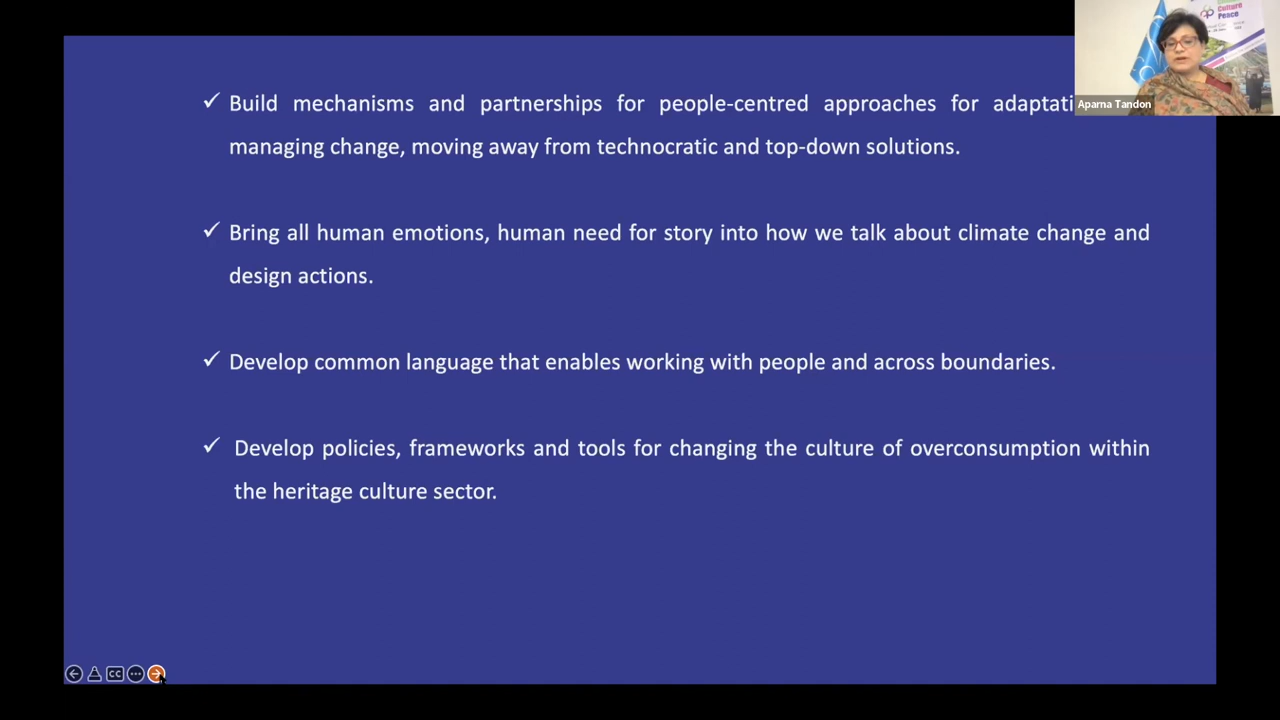 Culture
Peace
Aparna Tandon
✓ Build mechanisms and partnerships for people-centred approaches for
managing change, moving away from technocratic and top-down solutions.
✓ Bring all human emotions, human need for story into how we talk about climate change and
design actions.
✓ Develop common language that enables working with people and across boundaries.
✓ Develop policies, frameworks and tools for changing the culture of overconsumption within
the heritage culture sector.
CC